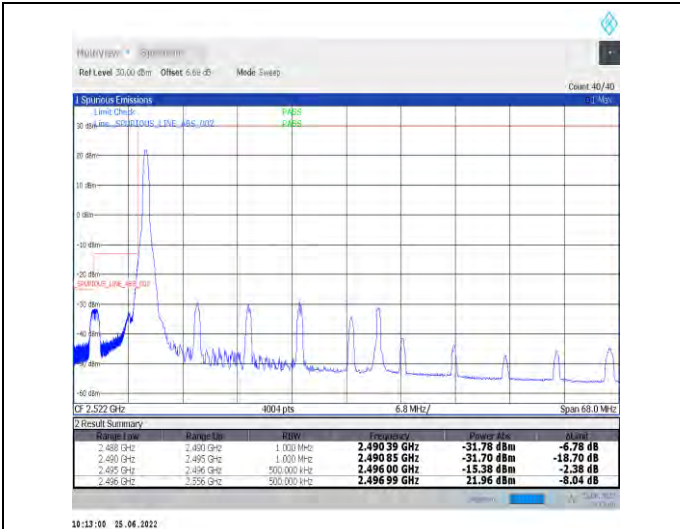 MultiView Spectrum
Ref Level 30.00 dBm Offset 6.68 dB Mode Sweep
Count 40/40
1 Spurious Emissions
Limit Check PASS
30 dBm Line _SPURIOUS_LINE_ABS_002 PASS
20 dBm
10 dBm
0 dBm
-10 dBm
-20 dBm
_SPURIOUS_LINE_ABS_002
-30 dBm
-40 dBm
-60 dBm
CF 2.522 GHz 4004 pts 6.8 MHz/ Span 68.0 MHz
2 Result Summary
Range Low Range Up RBW Frequency Power Abs ΔLimit
2.488 GHz 2.490 GHz 1.000 MHz 2.490 39 GHz -31.78 dBm -6.78 dB
2.490 GHz 2.495 GHz 1.000 MHz 2.490 85 GHz -31.70 dBm -18.70 dB
2.495 GHz 2.496 GHz 500.000 kHz 2.496 00 GHz -15.38 dBm -2.38 dB
2.496 GHz 2.556 GHz 500.000 kHz 2.496 99 GHz 21.96 dBm -8.04 dB
10:13:00 25.06.2022